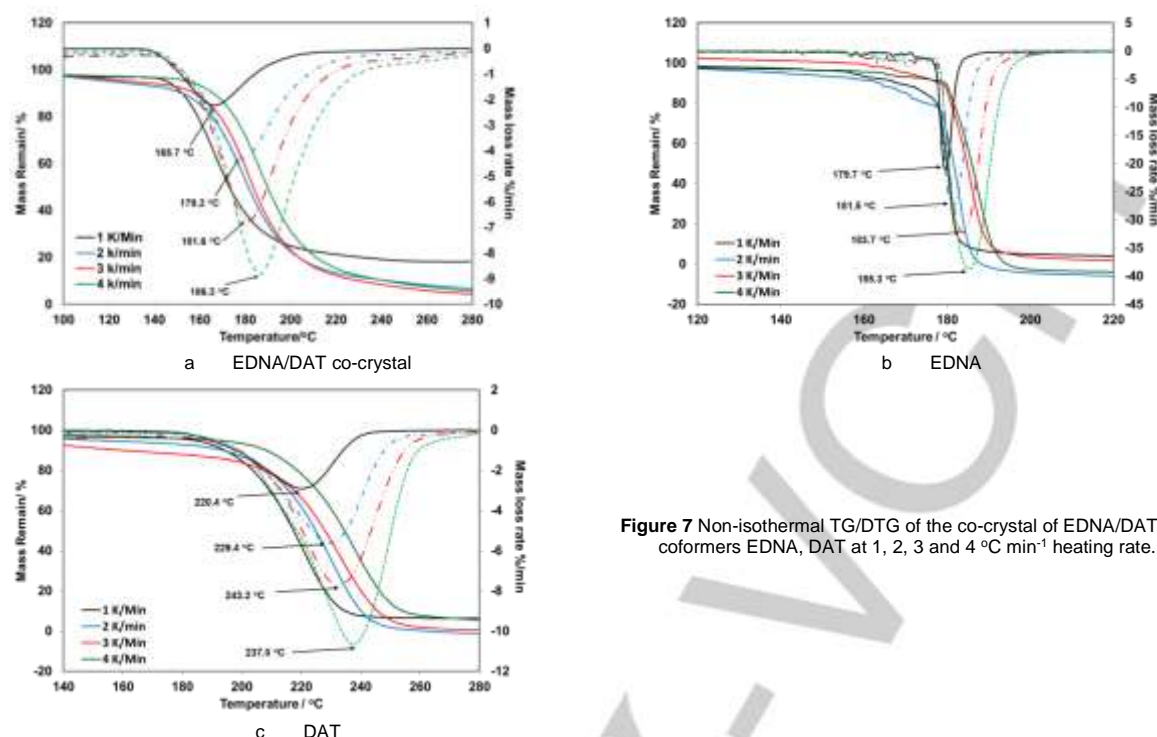 120
100
80
60
40
20
0
Mass Remain/ %
1
0
-1
-2
-3
-4
-5
-6
-7
-8
-9
-10
Mass loss rate %/min
165.7 °C
178.2 °C
181.6 °C
186.2 °C
1 K/Min
2 k/min
3 k/min
4 k/min
100 120 140 160 180 200 220 240 260 280
Temperature/°C
a EDNA/DAT co-crystal
120
100
80
60
40
20
0
-20
Mass Remain/ %
5
0
-5
-10
-15
-20
-25
-30
-35
-40
-45
Mass loss rate %/min
179.7 °C
181.6 °C
183.7 °C
185.3 °C
1 K/Min
2 K/min
3 K/Min
4 K/Min
120 140 160 180 200 220
Temperature / °C
b EDNA
120
100
80
60
40
20
0
-20
Mass Remain/ %
2
0
-2
-4
-6
-8
-10
-12
Mass loss rate %/min
220.4 °C
229.4 °C
243.2 °C
237.6 °C
1 K/Min
2 K/min
3 K/Min
4 K/Min
140 160 180 200 220 240 260 280
Temperature / °C
c DAT
Figure 7 Non-isothermal TG/DTG of the co-crystal of EDNA/DAT
coformers EDNA, DAT at 1, 2, 3 and 4 °C min⁻¹ heating rate.